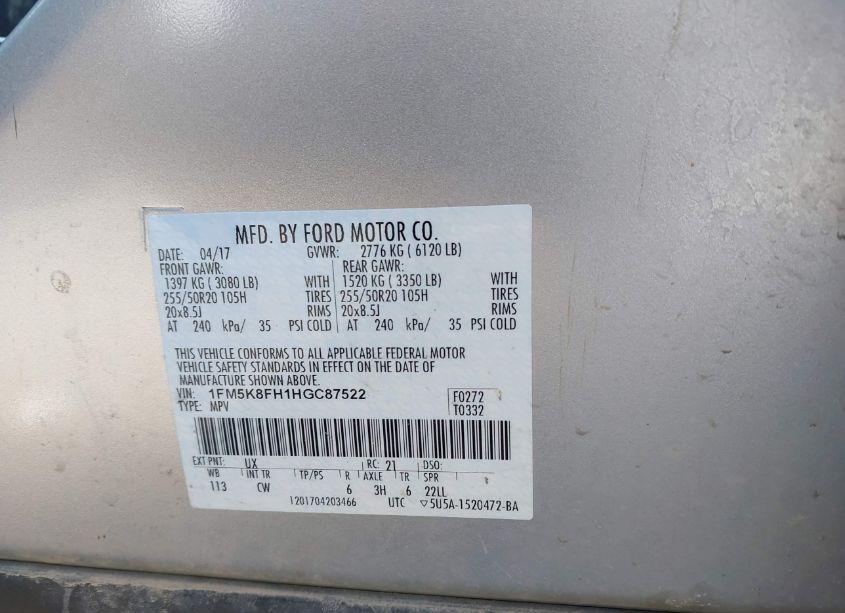 MFD. BY FORD MOTOR CO.
DATE: 04/17 GVWR: 2776 KG ( 6120 LB)
FRONT GAWR: REAR GAWR:
1397 KG ( 3080 LB) WITH 1520 KG ( 3350 LB) WITH
255/50R20 105H TIRES 255/50R20 105H TIRES
20x8.5J RIMS 20x8.5J RIMS
AT 240 kPa/ 35 PSI COLD AT 240 kPa/ 35 PSI COLD
THIS VEHICLE CONFORMS TO ALL APPLICABLE FEDERAL MOTOR
VEHICLE SAFETY STANDARDS IN EFFECT ON THE DATE OF
MANUFACTURE SHOWN ABOVE.
VIN: 1FM5K8FH1HGC87522 F0272
TYPE: MPV T0332
EXT PNT: UX RC: 21 DSO:
WB INT TR TP/PS R AXLE TR SPR
113 CW 6 3H 6 22LL
1201704203466 UTC ▽5U5A-1520472-BA